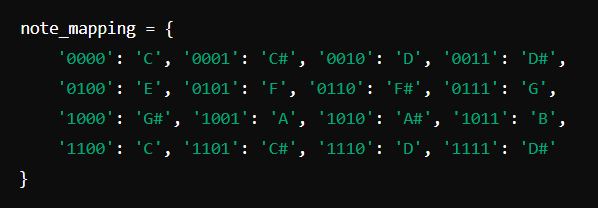 note_mapping = {
    '0000': 'C', '0001': 'C#', '0010': 'D', '0011': 'D#',
    '0100': 'E', '0101': 'F', '0110': 'F#', '0111': 'G',
    '1000': 'G#', '1001': 'A', '1010': 'A#', '1011': 'B',
    '1100': 'C', '1101': 'C#', '1110': 'D', '1111': 'D#'
}